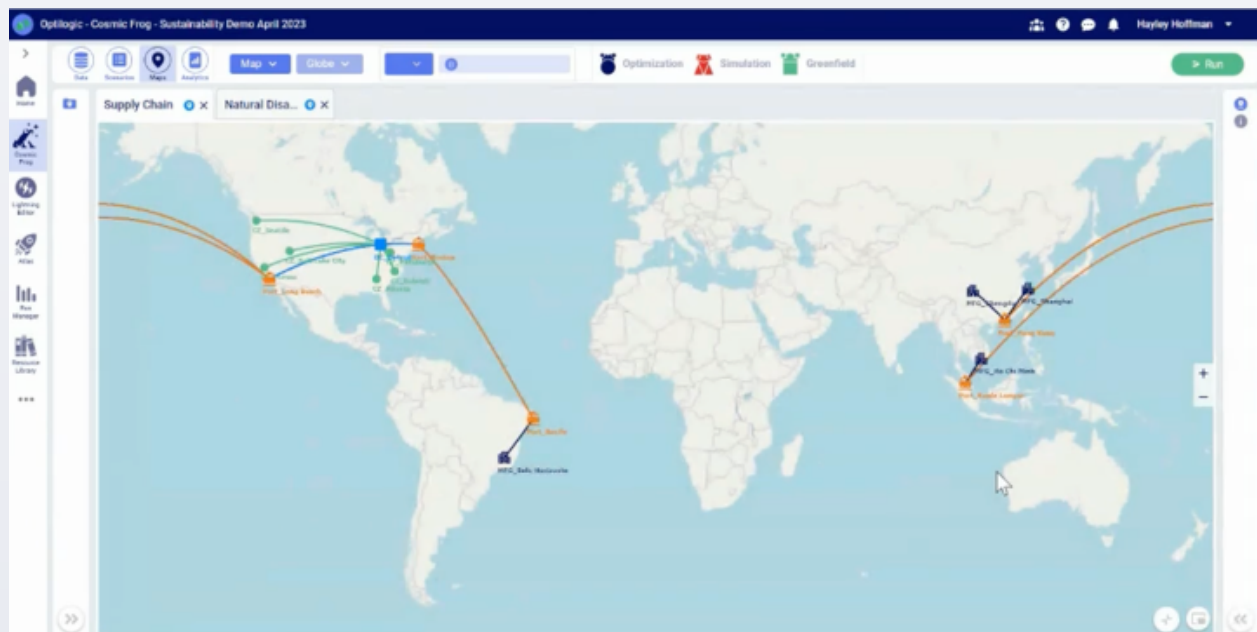 Optilogic - Cosmic Frog - Sustainability Demo April 2023
Hayley Hoffman
Data
Scenarios
Maps
Analytics
Map
Globe
Optimization
Simulation
Greenfield
Run
Home
Supply Chain
Natural Disa...
Cosmic
Frog
Lightning
Editor
Atlas
Run
Manager
Resource
Library
CZ_Seattle
Port_Long Beach
MFG_Shanghai
MFG_Ho Chi Minh
Port_Recife
MFG_Belo Horizonte